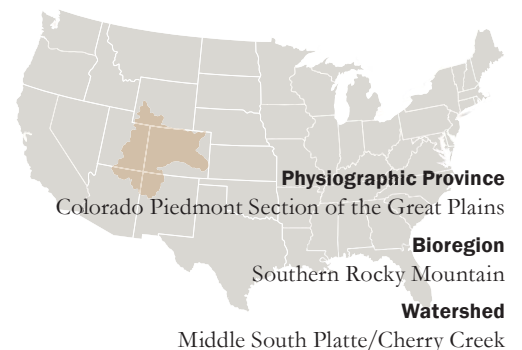 Physiographic Province
Colorado Piedmont Section of the Great Plains
Bioregion
Southern Rocky Mountain
Watershed
Middle South Platte/Cherry Creek